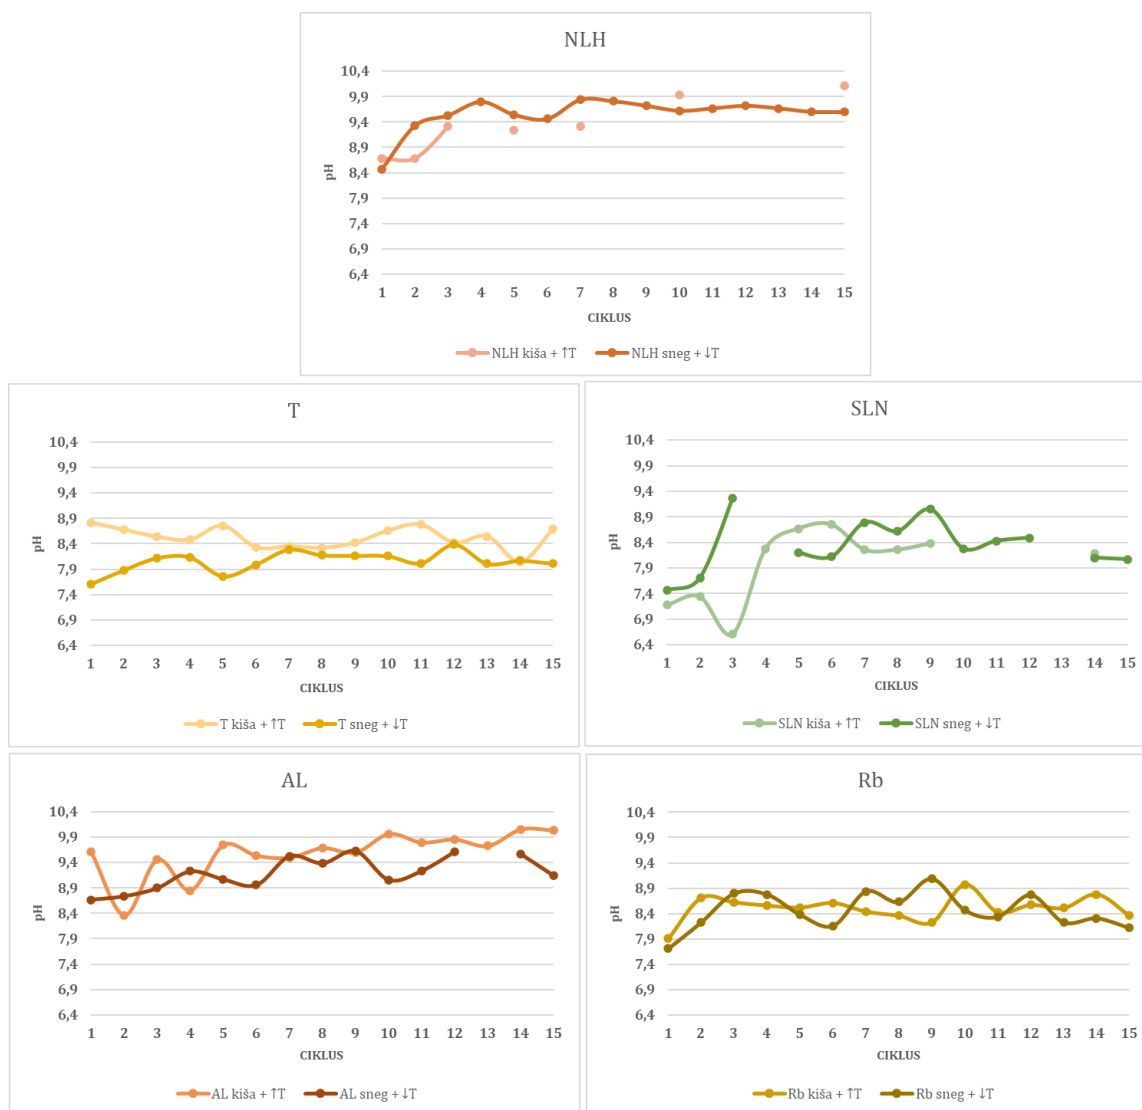 NLH
10,4
9,9
9,4
8,9
8,4
7,9
7,4
6,9
6,4
pH
1 2 3 4 5 6 7 8 9 10 11 12 13 14 15
CIKLUS
NLH kiša + ↑T NLH sneg + ↓T
T
10,4
9,9
9,4
8,9
8,4
7,9
7,4
6,9
6,4
pH
1 2 3 4 5 6 7 8 9 10 11 12 13 14 15
CIKLUS
T kiša + ↑T T sneg + ↓T
SLN
10,4
9,9
9,4
8,9
8,4
7,9
7,4
6,9
6,4
pH
1 2 3 4 5 6 7 8 9 10 11 12 13 14 15
CIKLUS
SLN kiša + ↑T SLN sneg + ↓T
AL
10,4
9,9
9,4
8,9
8,4
7,9
7,4
6,9
6,4
pH
1 2 3 4 5 6 7 8 9 10 11 12 13 14 15
CIKLUS
AL kiša + ↑T AL sneg + ↓T
Rb
10,4
9,9
9,4
8,9
8,4
7,9
7,4
6,9
6,4
pH
1 2 3 4 5 6 7 8 9 10 11 12 13 14 15
CIKLUS
Rb kiša + ↑T Rb sneg + ↓T